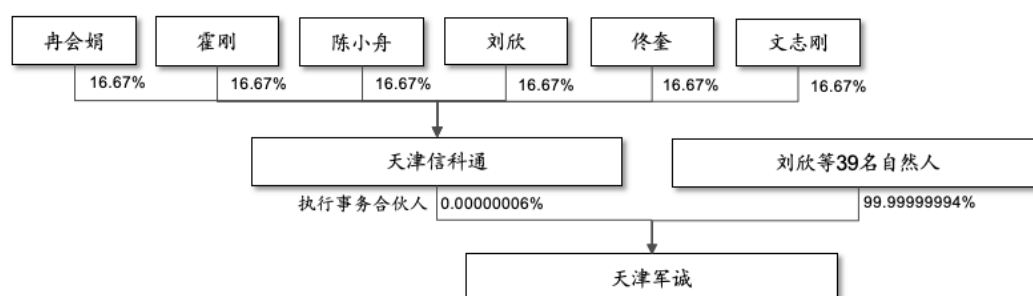 冉会娟 霍刚 陈小舟 刘欣 佟奎 文志刚
16.67% 16.67% 16.67% 16.67% 16.67% 16.67%
天津信科通 刘欣等39名自然人
执行事务合伙人 0.00000006% 99.99999994%
天津军诚